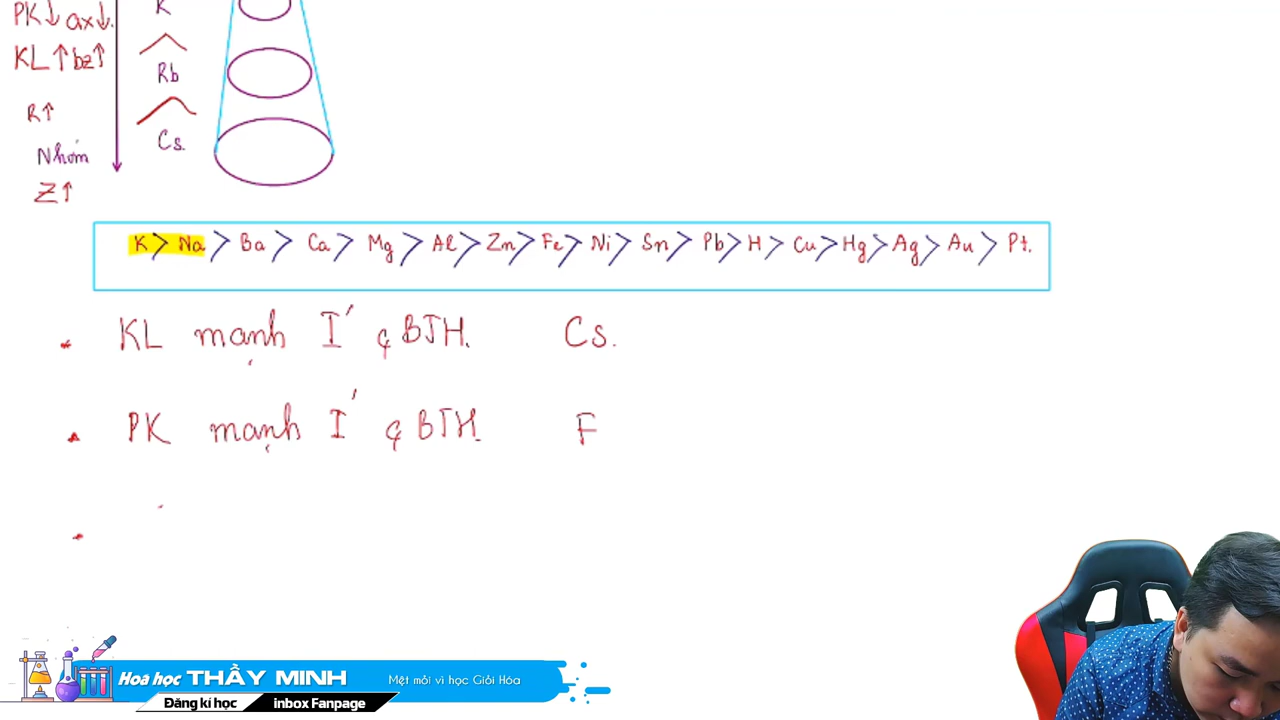 PK↓ ax↓.
K
KL↑ bz↑
Rb
R↑
Cs.
Nhóm
Z↑
K > Na > Ba > Ca > Mg > Al > Zn > Fe > Ni > Sn > Pb > H > Cu > Hg > Ag > Au > Pt.
KL mạnh I' ç BTH. Cs.
PK mạnh I' ç BTH. F
Hoá học THẦY MINH
Mệt mỏi vì học Giỏi Hóa
Đăng kí học inbox Fanpage